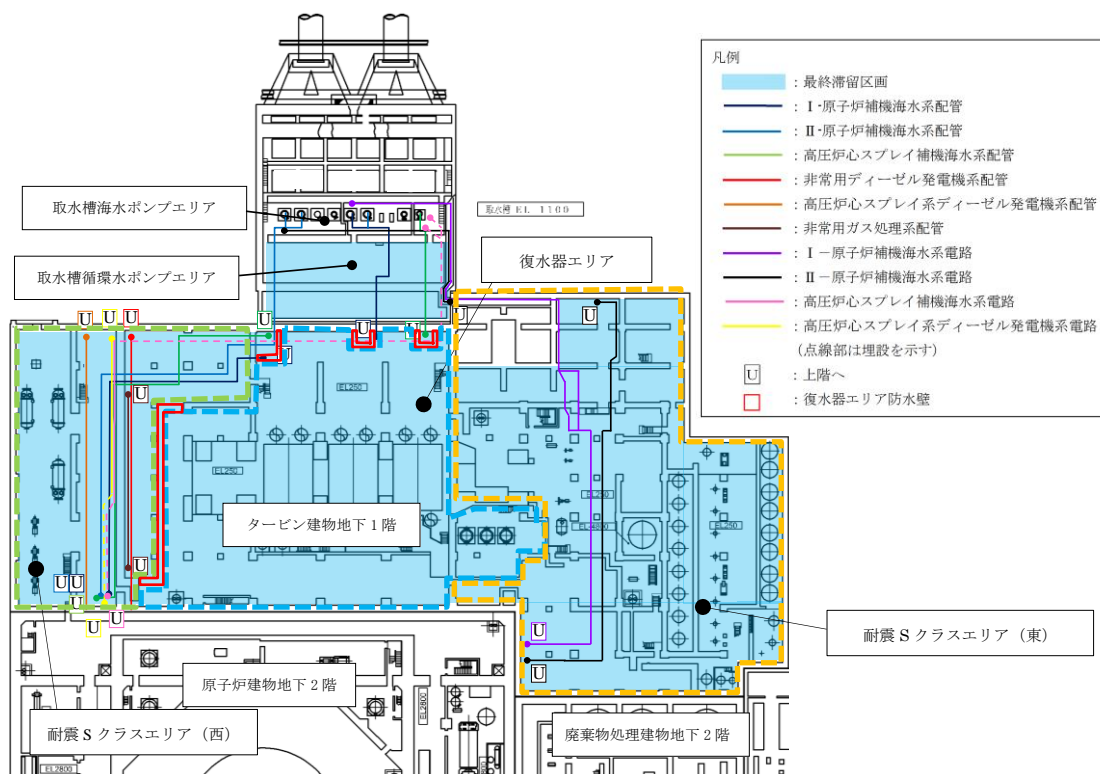 凡例
：最終滞留区画
：Ⅰ-原子炉補機海水系配管
：Ⅱ-原子炉補機海水系配管
：高圧炉心スプレイ補機海水系配管
：非常用ディーゼル発電機系配管
：高圧炉心スプレイ系ディーゼル発電機系配管
：非常用ガス処理系配管
：Ⅰ－原子炉補機海水系電路
：Ⅱ－原子炉補機海水系電路
：高圧炉心スプレイ補機海水系電路
：高圧炉心スプレイ系ディーゼル発電機系電路
(点線部は埋設を示す)
U ：上階へ
：復水器エリア防水壁
取水槽海水ポンプエリア
取水槽 EL 1100
取水槽循環水ポンプエリア
復水器エリア
U
U
U
U
U
U
U
EL250
U
EL250
EL250
EL250
タービン建物地下１階
U
U
U
U
U
U
U
U
耐震 S クラスエリア（東）
原子炉建物地下２階
EL2800
耐震 S クラスエリア（西）
廃棄物処理建物地下２階
EL2800